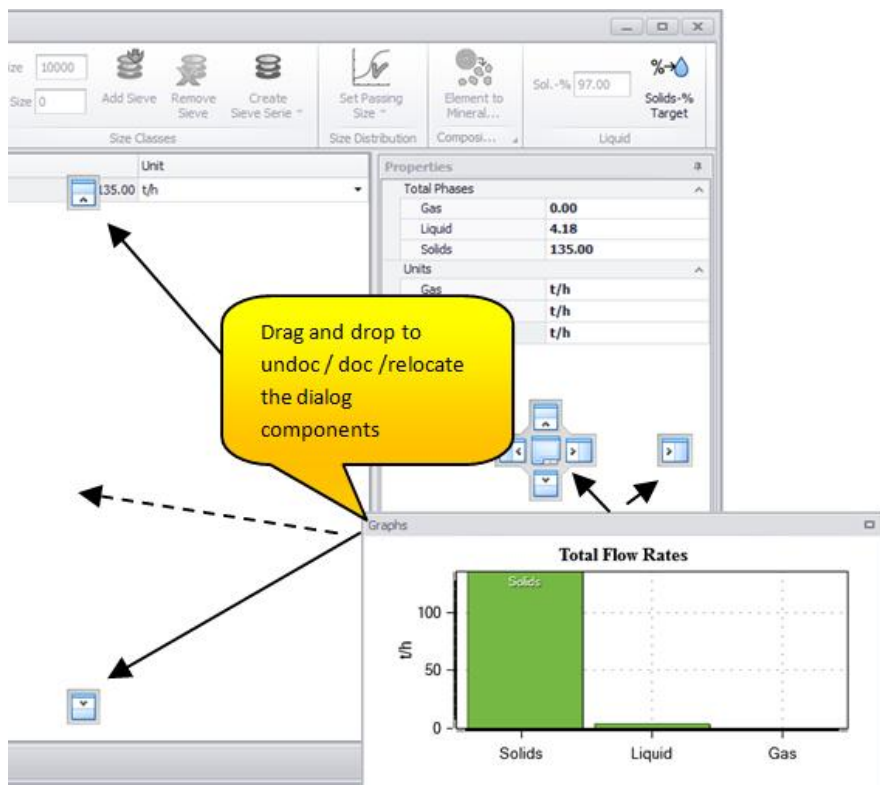 ize 10000
Size 0
Add Sieve
Remove Sieve
Create Sieve Serie
Size Classes
Set Passing Size
Size Distribution
Element to Mineral...
Composi...
Sol.-% 97.00
%
Solids-% Target
Liquid
Unit
135.00 t/h
Properties
Total Phases
Gas 0.00
Liquid 4.18
Solids 135.00
Units
Gas t/h
t/h
t/h
Drag and drop to
undoc / doc /relocate
the dialog
components
Graphs
Total Flow Rates
Solids
100
50
0
t/h
Solids Liquid Gas